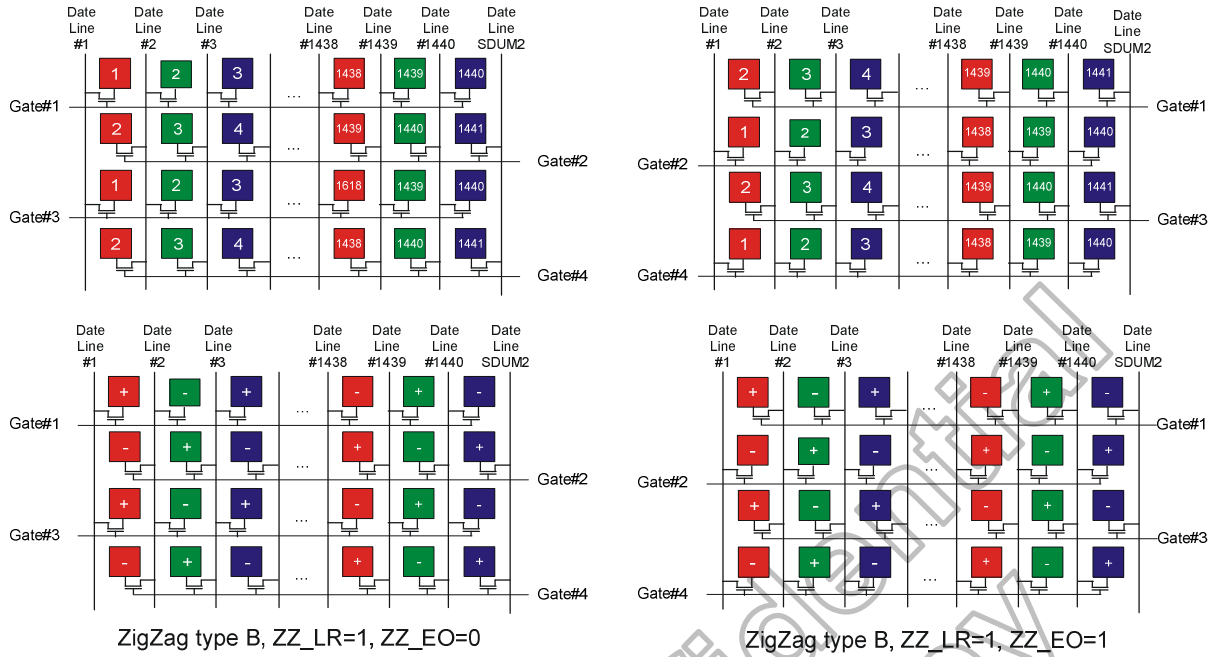 Date Line #1 Date Line #2 Date Line #3 Date Line #1438 Date Line #1439 Date Line #1440 Date Line SDUM2
1 2 3 1438 1439 1440
Gate#1
...
2 3 4 1439 1440 1441
Gate#2
...
1 2 3 1618 1439 1440
Gate#3
2 3 4 1438 1440 1441
...
Gate#4
Date Line #1 Date Line #2 Date Line #3 Date Line #1438 Date Line #1439 Date Line #1440 Date Line SDUM2
2 3 4 1439 1440 1441
...
Gate#1
1 2 3 1438 1439 1440
...
Gate#2
2 3 4 1439 1440 1441
Gate#3
1 2 3 1438 1439 1440
...
Gate#4
Date Line #1 Date Line #2 Date Line #3 Date Line #1438 Date Line #1439 Date Line #1440 Date Line SDUM2
+ - + - + -
...
Gate#1
- + - + - +
...
Gate#2
+ - + - + -
...
Gate#3
- + - + - +
...
Gate#4
ZigZag type B, ZZ_LR=1, ZZ_EO=0
Date Line #1 Date Line #2 Date Line #3 Date Line #1438 Date Line #1439 Date Line #1440 Date Line SDUM2
+ - + - + -
...
Gate#1
- + - + - +
...
Gate#2
+ - + - + -
Gate#3
- + - + - +
...
Gate#4
ZigZag type B, ZZ_LR=1, ZZ_EO=1